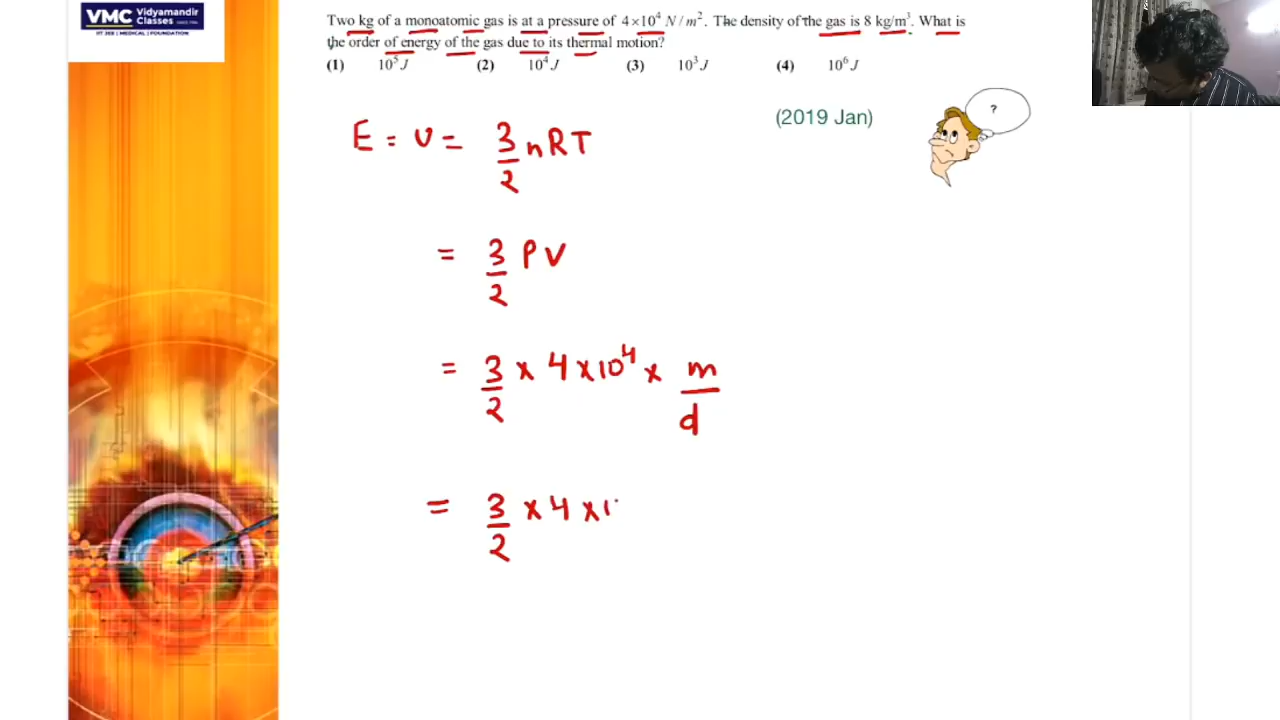 VMC Vidyamandir Classes
IIT JEE | MEDICAL | FOUNDATION
Two kg of a monoatomic gas is at a pressure of 4×10⁴ N/m². The density of the gas is 8 kg/m³. What is
the order of energy of the gas due to its thermal motion?
(1) 10⁵ J (2) 10⁴ J (3) 10³ J (4) 10⁶ J
(2019 Jan)
?
E = U = 3/2 nRT
= 3/2 PV
= 3/2 × 4 × 10⁴ × m/d
= 3/2 × 4 × 1